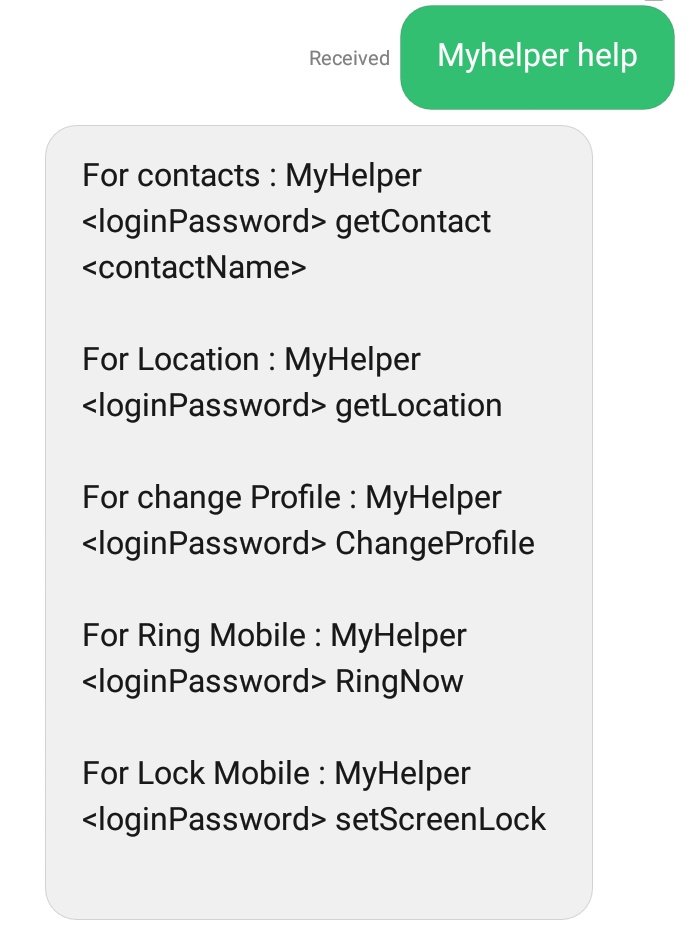 Received
Myhelper help
For contacts : MyHelper
<loginPassword> getContact
<contactName>
For Location : MyHelper
<loginPassword> getLocation
For change Profile : MyHelper
<loginPassword> ChangeProfile
For Ring Mobile : MyHelper
<loginPassword> RingNow
For Lock Mobile : MyHelper
<loginPassword> setScreenLock